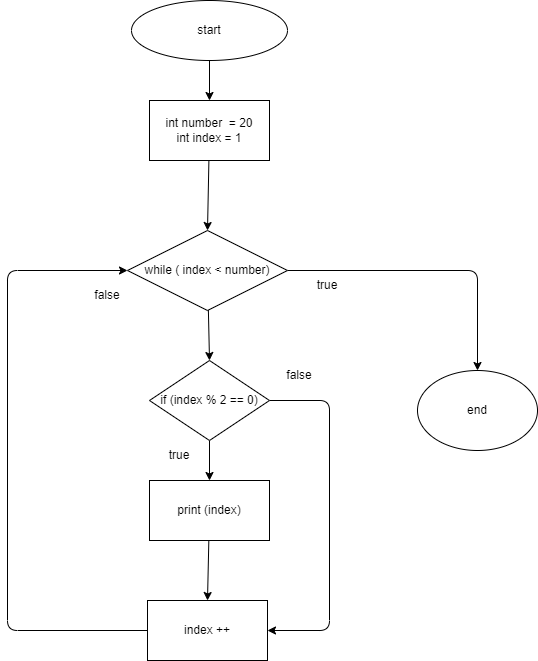 start
int number  = 20
int index = 1
while ( index < number)
false
true
if (index % 2 == 0)
false
true
end
print (index)
index ++